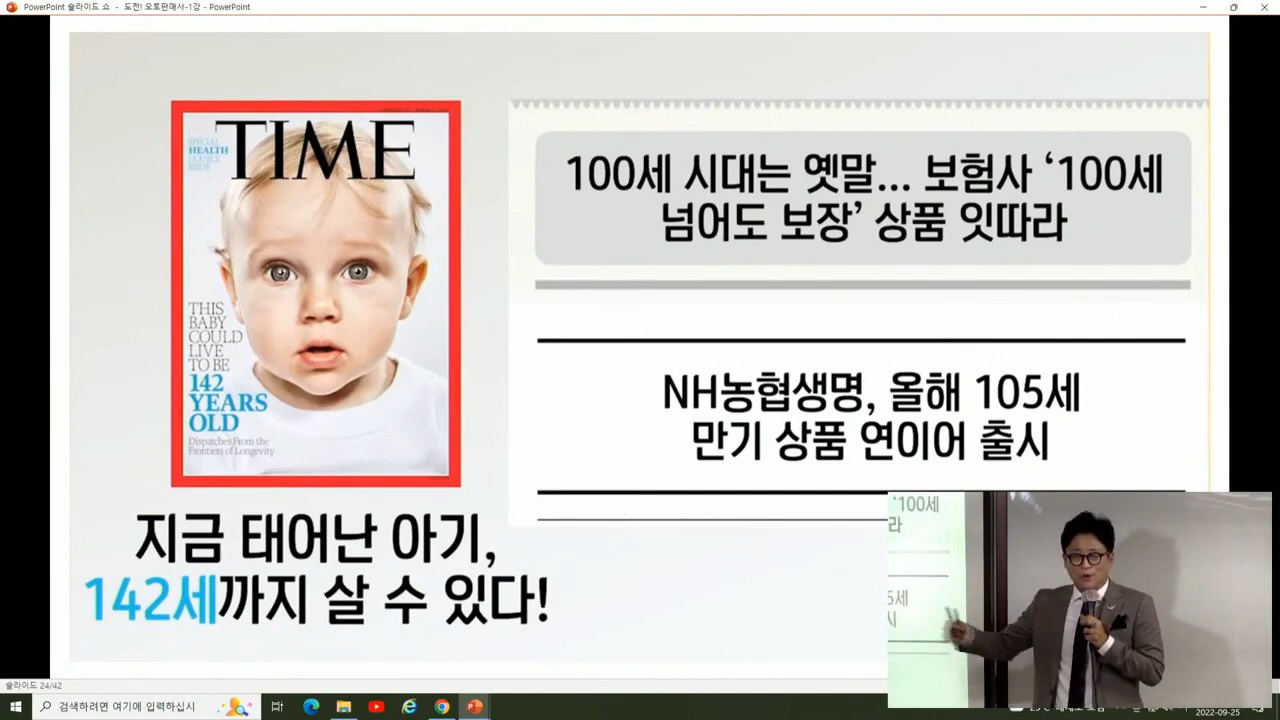 PowerPoint 슬라이드 쇼 - 도전! 오토판매사-1강 - PowerPoint
TIME
SPECIAL
HEALTH
DOUBLE
ISSUE
THIS
BABY
COULD
LIVE
TO BE
142
YEARS
OLD
Dispatches From the
Frontiers of Longevity
지금 태어난 아기,
142세까지 살 수 있다!
100세 시대는 옛말... 보험사 ‘100세
넘어도 보장’ 상품 잇따라
NH농협생명, 올해 105세
만기 상품 연이어 출시
‘100세
라
5세
시
슬라이드 24/42
검색하려면 여기에 입력하십시
2022-09-25